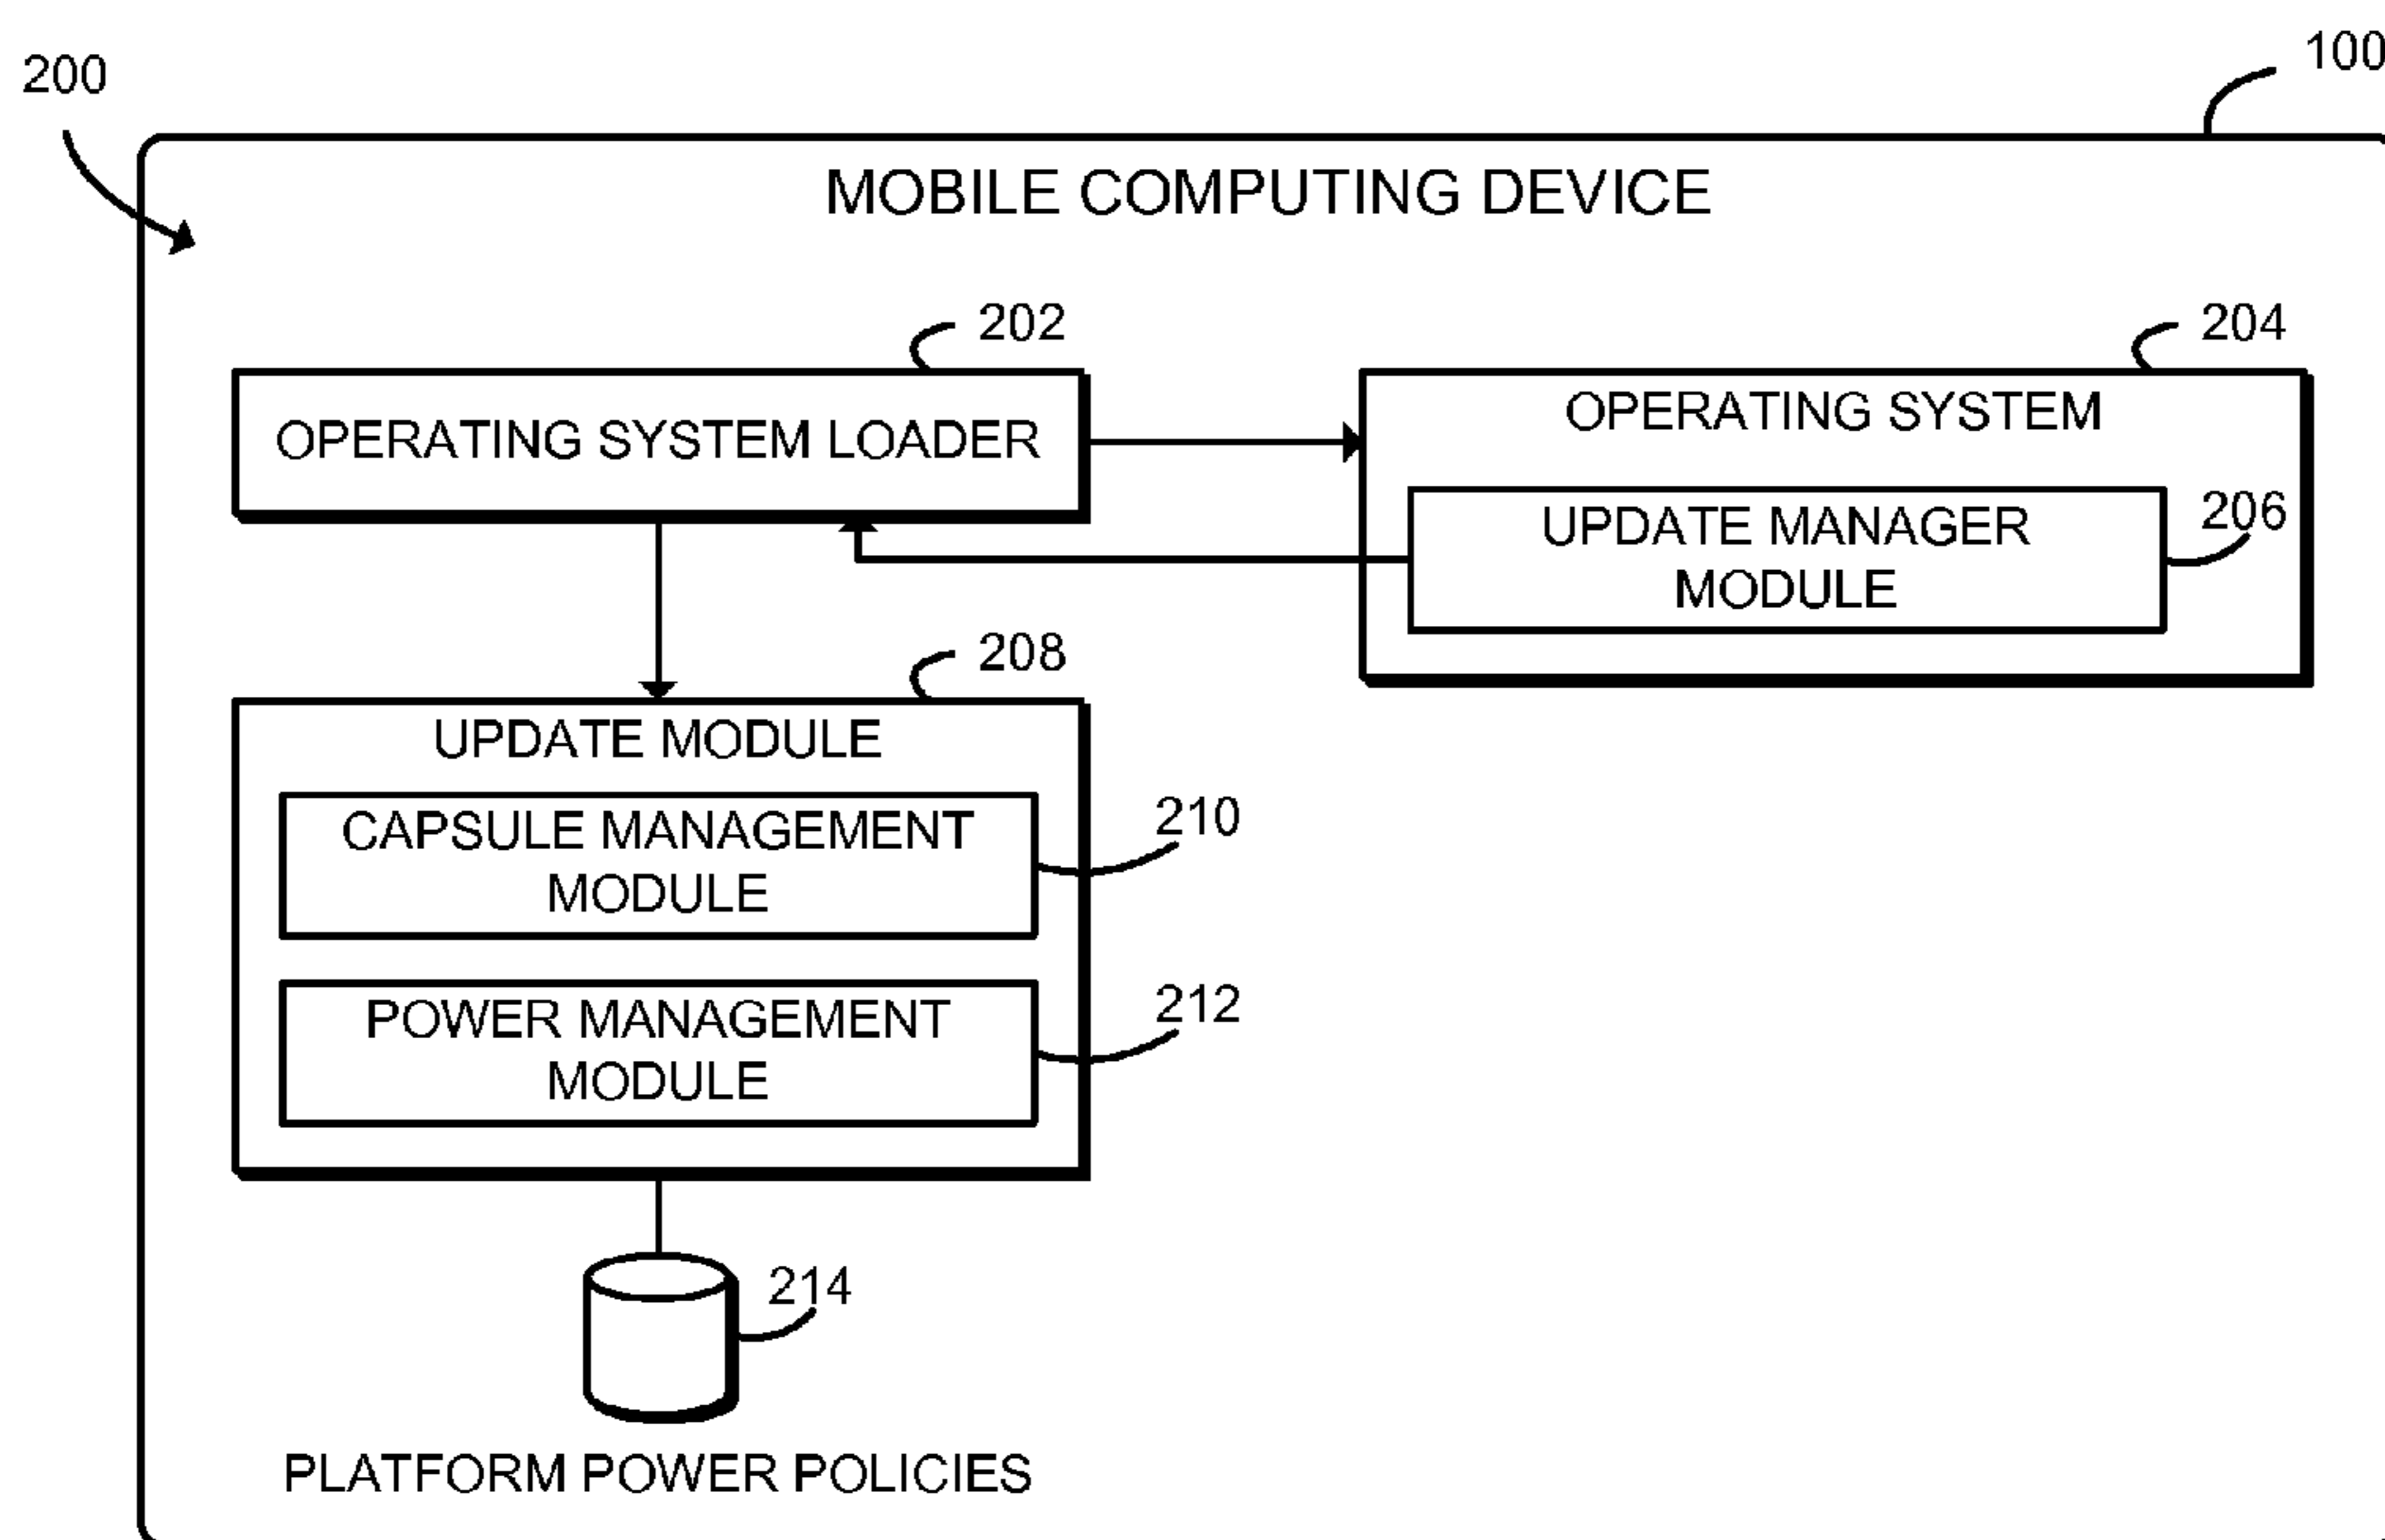 200
100
MOBILE COMPUTING DEVICE
202
204
OPERATING SYSTEM LOADER
OPERATING SYSTEM
UPDATE MANAGER
MODULE
206
208
UPDATE MODULE
CAPSULE MANAGEMENT
MODULE
210
POWER MANAGEMENT
MODULE
212
214
PLATFORM POWER POLICIES